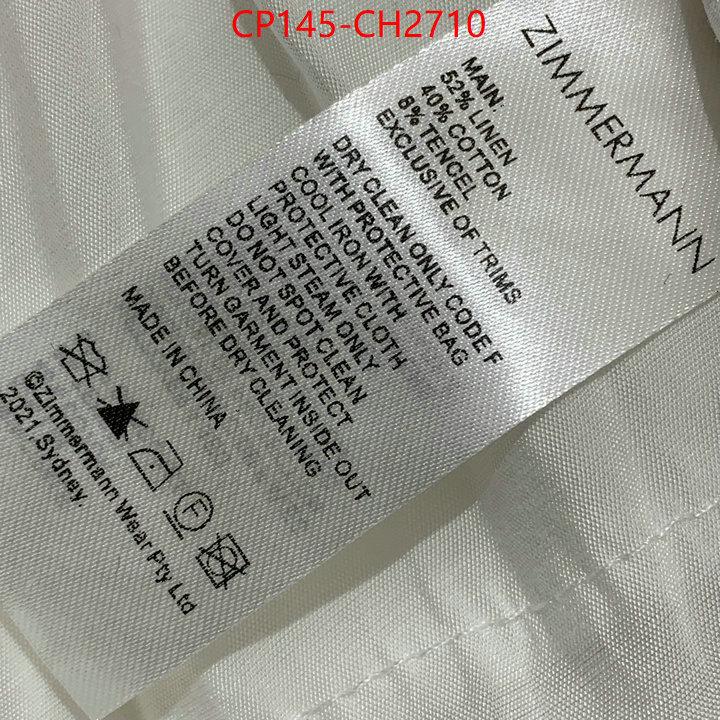 CP145-CH2710
ZIMMERMANN
MAIN:
52% LINEN
40% COTTON
8% TENCEL
EXCLUSIVE OF TRIMS
DRY CLEAN ONLY CODE F
WITH PROTECTIVE BAG
COOL IRON WITH
PROTECTIVE CLOTH
LIGHT STEAM ONLY
DO NOT SPOT CLEAN
COVER AND PROTECT
TURN GARMENT INSIDE OUT
BEFORE DRY CLEANING
MADE IN CHINA
F
©Zimmermann Wear Pty Ltd
2021.Sydney.